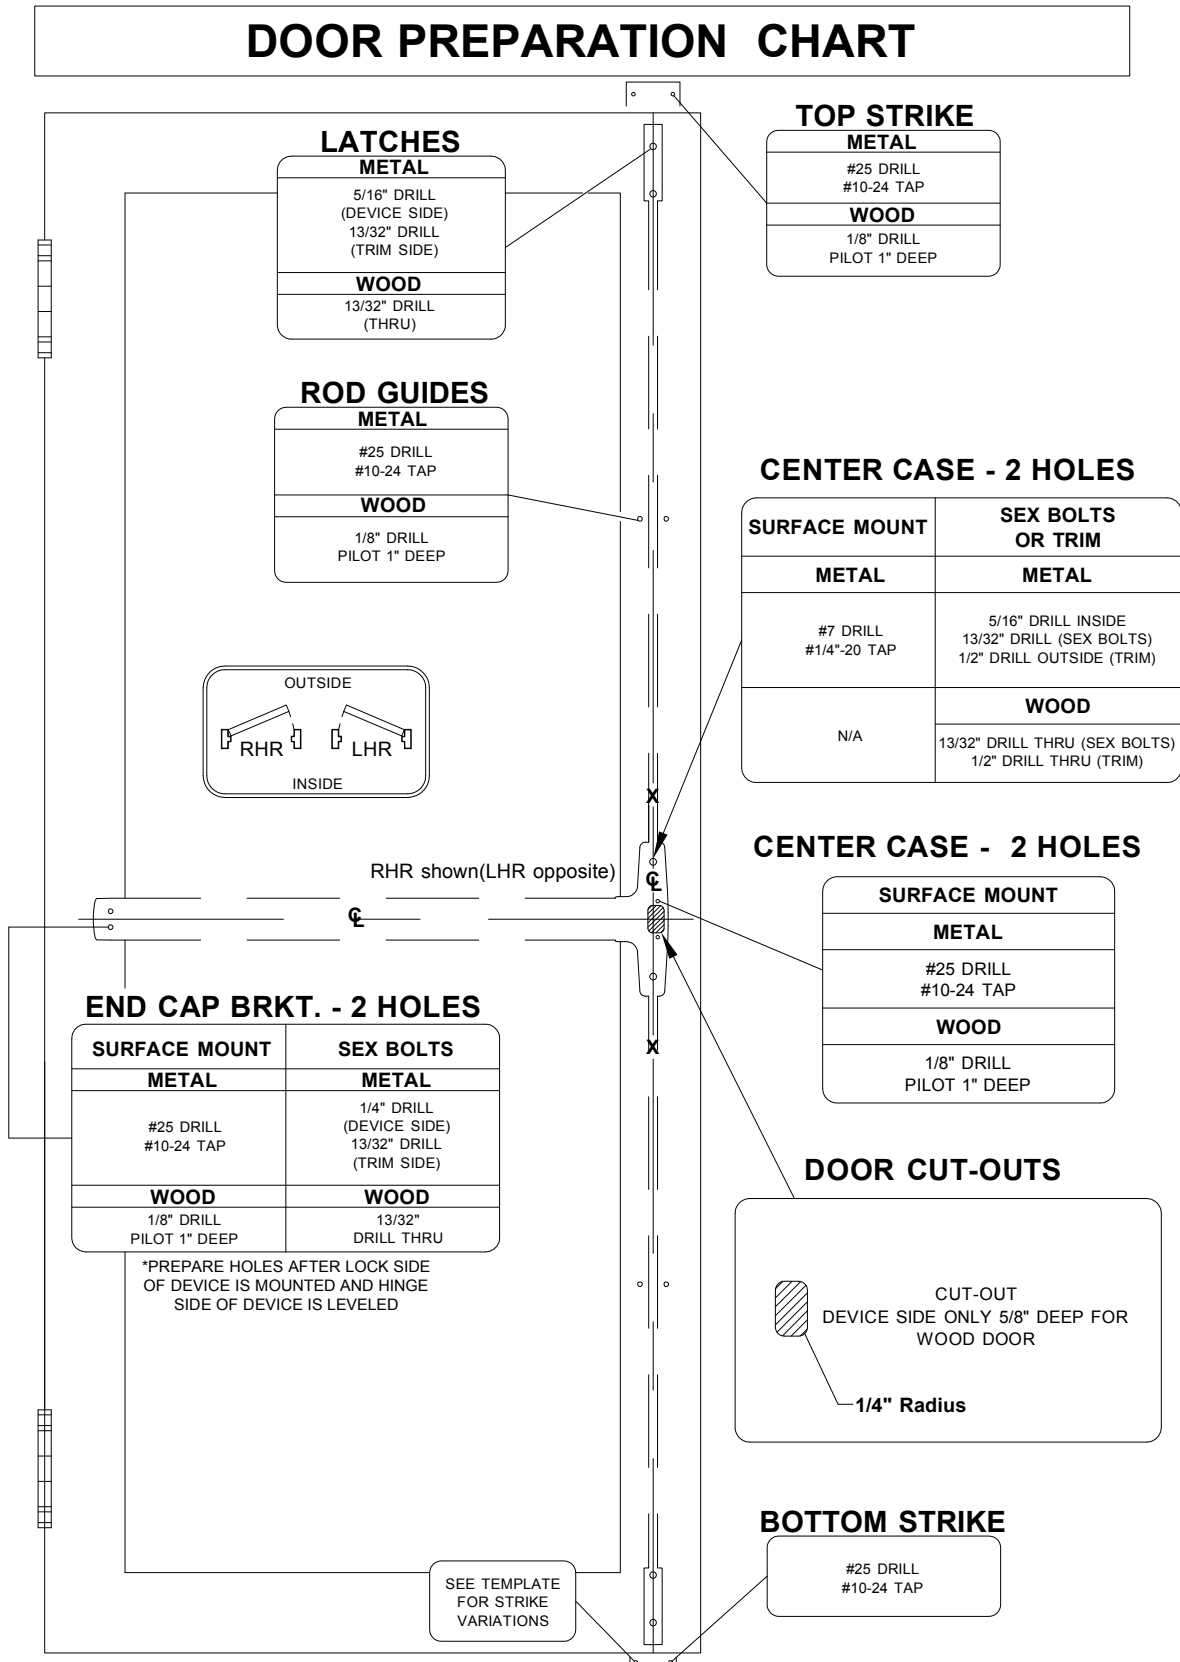 DOOR PREPARATION CHART
LATCHES
METAL
5/16" DRILL
(DEVICE SIDE)
13/32" DRILL
(TRIM SIDE)
WOOD
13/32" DRILL
(THRU)
TOP STRIKE
METAL
#25 DRILL
#10-24 TAP
WOOD
1/8" DRILL
PILOT 1" DEEP
ROD GUIDES
METAL
#25 DRILL
#10-24 TAP
WOOD
1/8" DRILL
PILOT 1" DEEP
CENTER CASE - 2 HOLES
SURFACE MOUNT
METAL
#7 DRILL
#1/4"-20 TAP
N/A
SEX BOLTS
OR TRIM
METAL
5/16" DRILL INSIDE
13/32" DRILL (SEX BOLTS)
1/2" DRILL OUTSIDE (TRIM)
WOOD
13/32" DRILL THRU (SEX BOLTS)
1/2" DRILL THRU (TRIM)
OUTSIDE
RHR LHR
INSIDE
X
RHR shown(LHR opposite)
℄
℄
X
CENTER CASE - 2 HOLES
SURFACE MOUNT
METAL
#25 DRILL
#10-24 TAP
WOOD
1/8" DRILL
PILOT 1" DEEP
END CAP BRKT. - 2 HOLES
SURFACE MOUNT
METAL
#25 DRILL
#10-24 TAP
WOOD
1/8" DRILL
PILOT 1" DEEP
SEX BOLTS
METAL
1/4" DRILL
(DEVICE SIDE)
13/32" DRILL
(TRIM SIDE)
WOOD
13/32"
DRILL THRU
*PREPARE HOLES AFTER LOCK SIDE
OF DEVICE IS MOUNTED AND HINGE
SIDE OF DEVICE IS LEVELED
DOOR CUT-OUTS
CUT-OUT
DEVICE SIDE ONLY 5/8" DEEP FOR
WOOD DOOR
1/4" Radius
BOTTOM STRIKE
#25 DRILL
#10-24 TAP
SEE TEMPLATE
FOR STRIKE
VARIATIONS